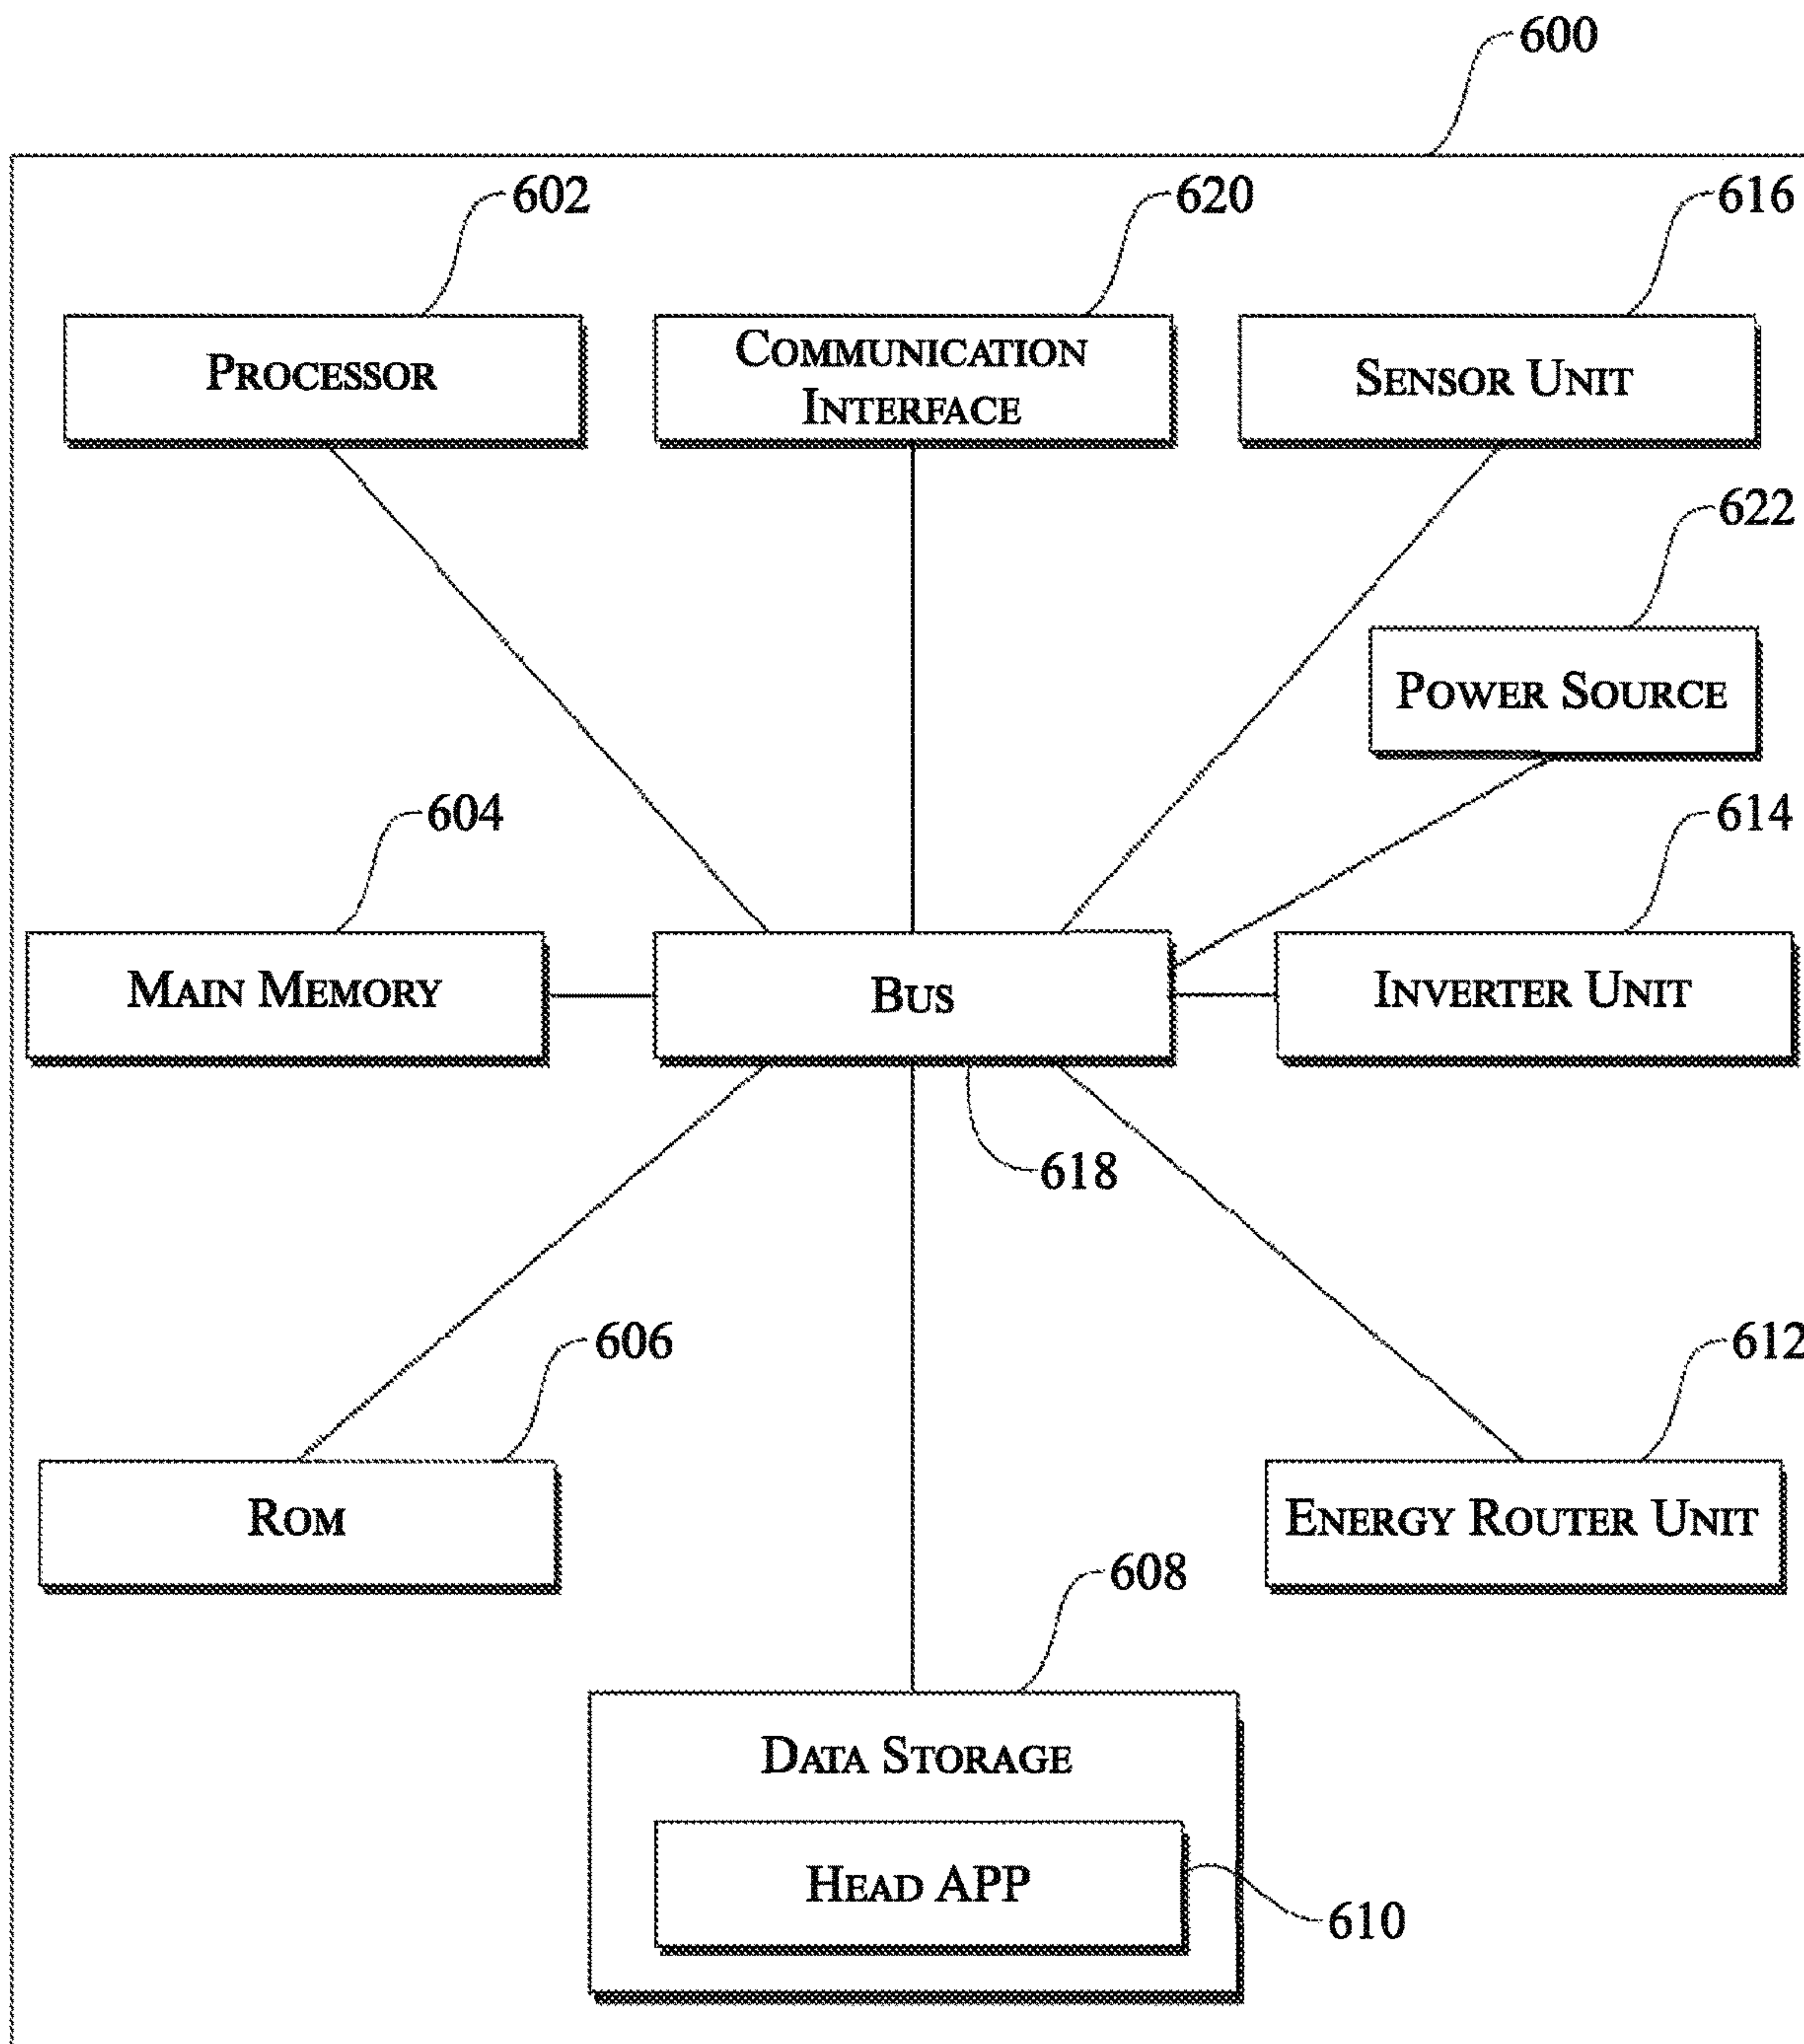 600
602
620
616
PROCESSOR
COMMUNICATION
INTERFACE
SENSOR UNIT
622
POWER SOURCE
604
614
MAIN MEMORY
BUS
INVERTER UNIT
618
606
612
ROM
ENERGY ROUTER UNIT
608
DATA STORAGE
HEAD APP
610